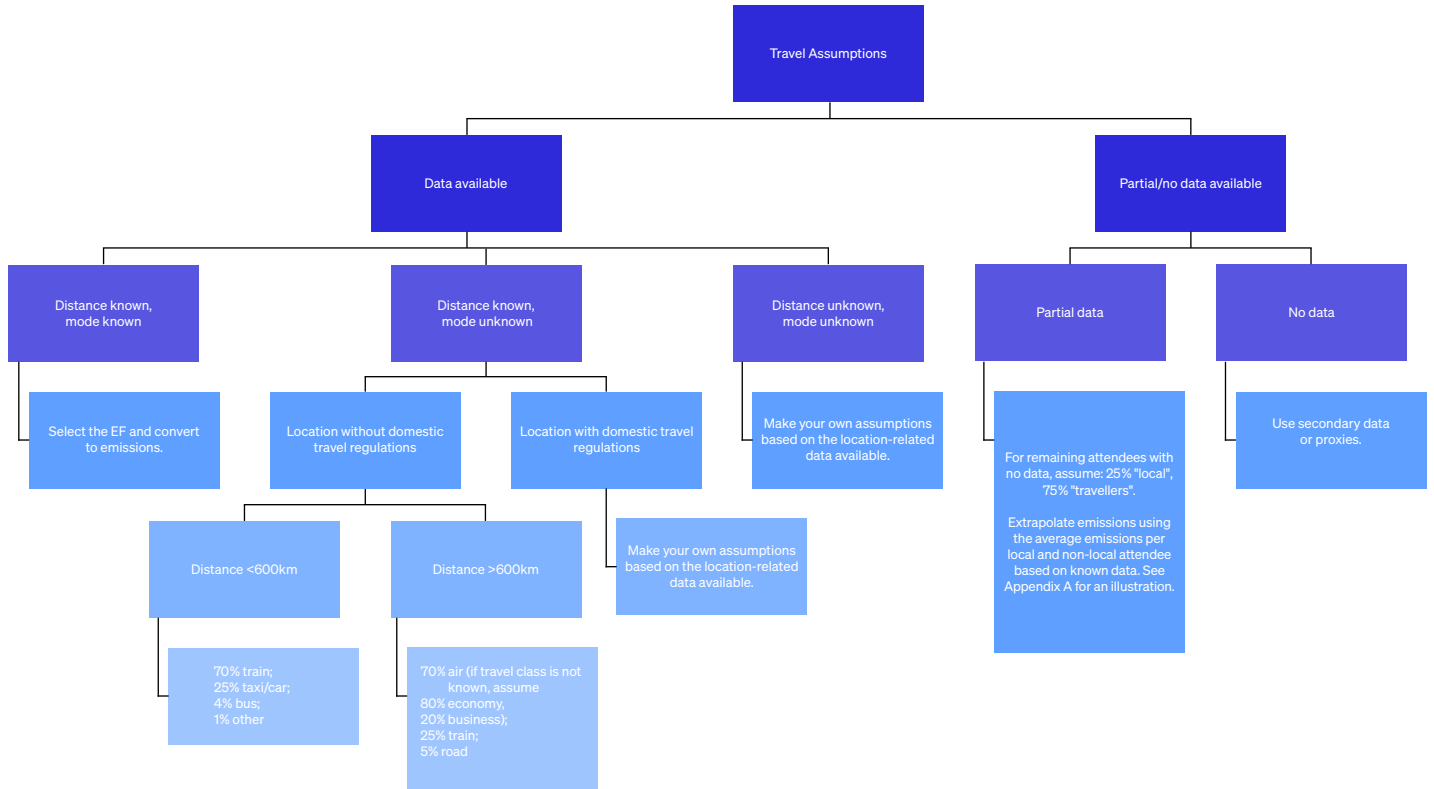 Travel Assumptions
Data available
Partial/no data available
Distance known,
mode known
Distance known,
mode unknown
Distance unknown,
mode unknown
Partial data
No data
Select the EF and convert
to emissions.
Location without domestic
travel regulations
Location with domestic travel
regulations
Make your own assumptions
based on the location-related
data available.
For remaining attendees with
no data, assume: 25% "local",
75% "travellers".
Extrapolate emissions using
the average emissions per
local and non-local attendee
based on known data. See
Appendix A for an illustration.
Use secondary data
or proxies.
Distance <600km
Distance >600km
Make your own assumptions
based on the location-related
data available.
70% train;
25% taxi/car;
4% bus;
1% other
70% air (if travel class is not
known, assume
80% economy,
20% business);
25% train;
5% road